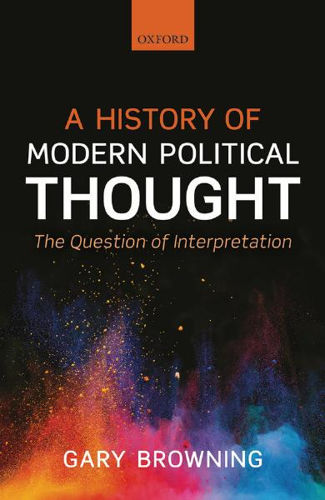 OXFORD
A HISTORY OF
MODERN POLITICAL
THOUGHT
The Question of Interpretation
GARY BROWNING